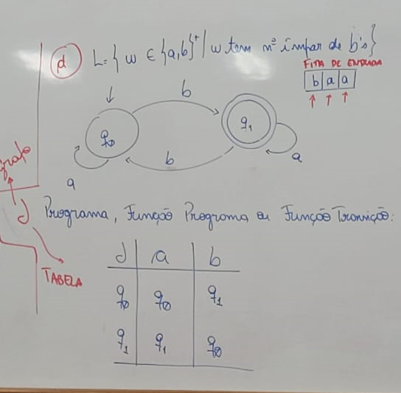 d) L = { w ∈ {a,b}⁺ | w tem nº ímpar de b's }
FITA DE ENTRADA
b a a
b
q0 q1
b
a a
grafo
δ Programa, Função Programa ou Função Transição:
TABELA
δ a b
q0 q0 q1
q1 q1 q0